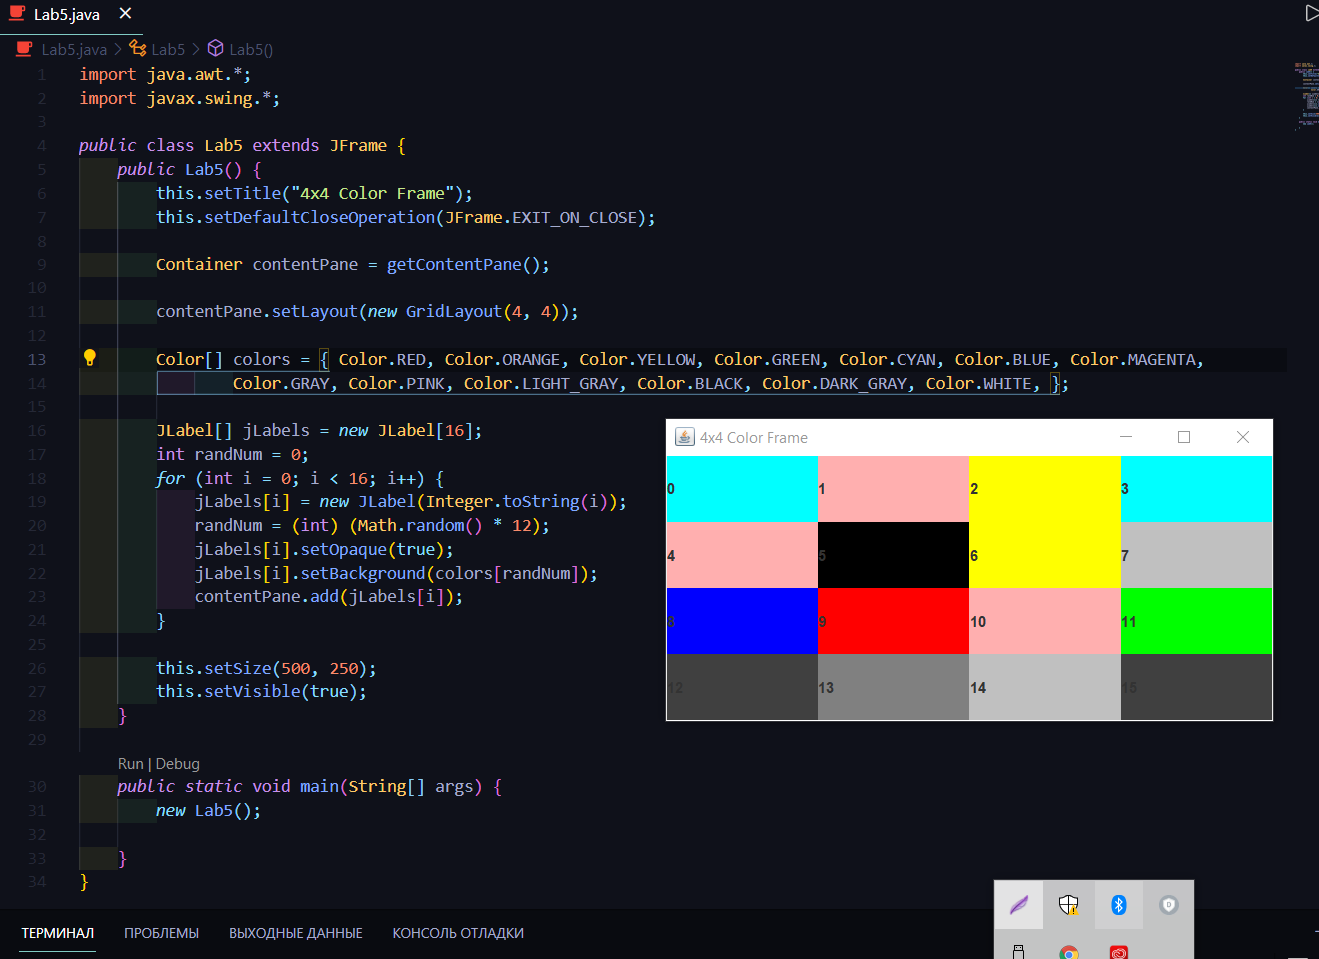 Lab5.java
Lab5.java > Lab5 > Lab5()
1 import java.awt.*;
2 import javax.swing.*;
3
4 public class Lab5 extends JFrame {
5 public Lab5() {
6 this.setTitle("4x4 Color Frame");
7 this.setDefaultCloseOperation(JFrame.EXIT_ON_CLOSE);
8
9 Container contentPane = getContentPane();
10
11 contentPane.setLayout(new GridLayout(4, 4));
12
13 Color[] colors = { Color.RED, Color.ORANGE, Color.YELLOW, Color.GREEN, Color.CYAN, Color.BLUE, Color.MAGENTA,
14 Color.GRAY, Color.PINK, Color.LIGHT_GRAY, Color.BLACK, Color.DARK_GRAY, Color.WHITE, };
15
16 JLabel[] jLabels = new JLabel[16];
17 int randNum = 0;
18 for (int i = 0; i < 16; i++) {
19 jLabels[i] = new JLabel(Integer.toString(i));
20 randNum = (int) (Math.random() * 12);
21 jLabels[i].setOpaque(true);
22 jLabels[i].setBackground(colors[randNum]);
23 contentPane.add(jLabels[i]);
24 }
25
26 this.setSize(500, 250);
27 this.setVisible(true);
28 }
29
Run | Debug
30 public static void main(String[] args) {
31 new Lab5();
32
33 }
34 }
4x4 Color Frame
0 1 2 3
4 5 6 7
8 9 10 11
12 13 14 15
ТЕРМИНАЛ ПРОБЛЕМЫ ВЫХОДНЫЕ ДАННЫЕ КОНСОЛЬ ОТЛАДКИ